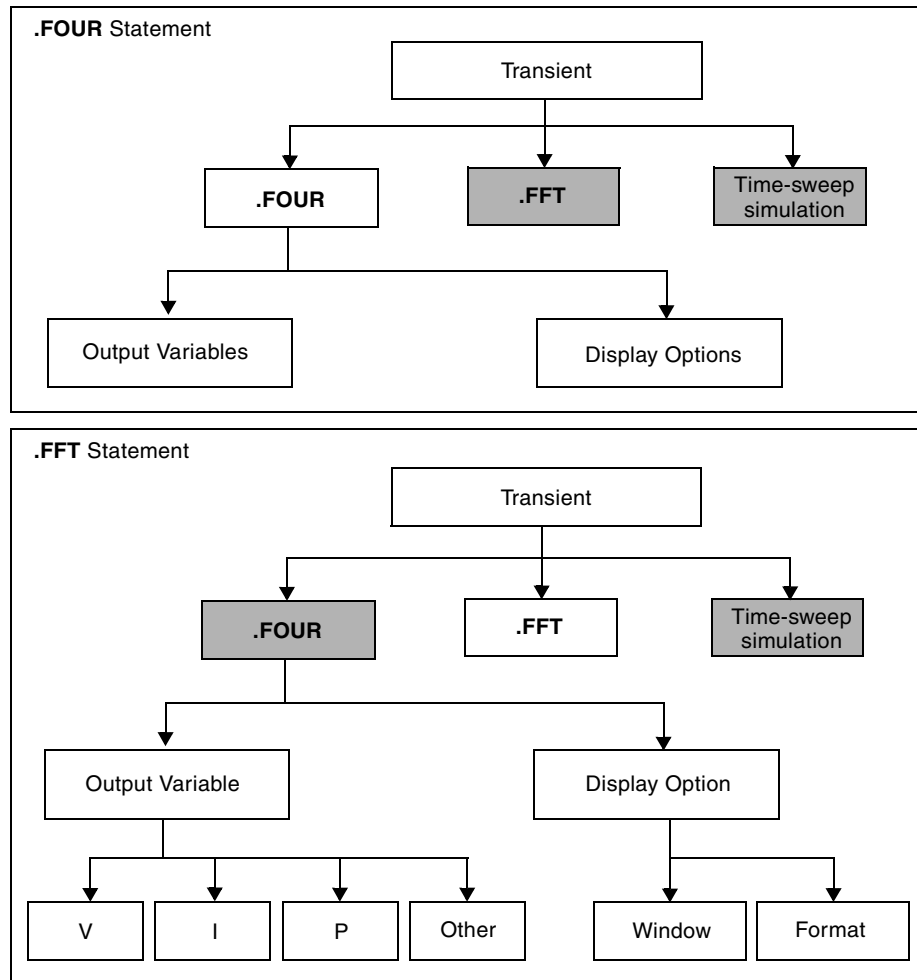 .FOUR Statement
Transient
.FOUR
.FFT
Time-sweep
simulation
Output Variables
Display Options
.FFT Statement
Transient
.FOUR
.FFT
Time-sweep
simulation
Output Variable
Display Option
V
I
P
Other
Window
Format